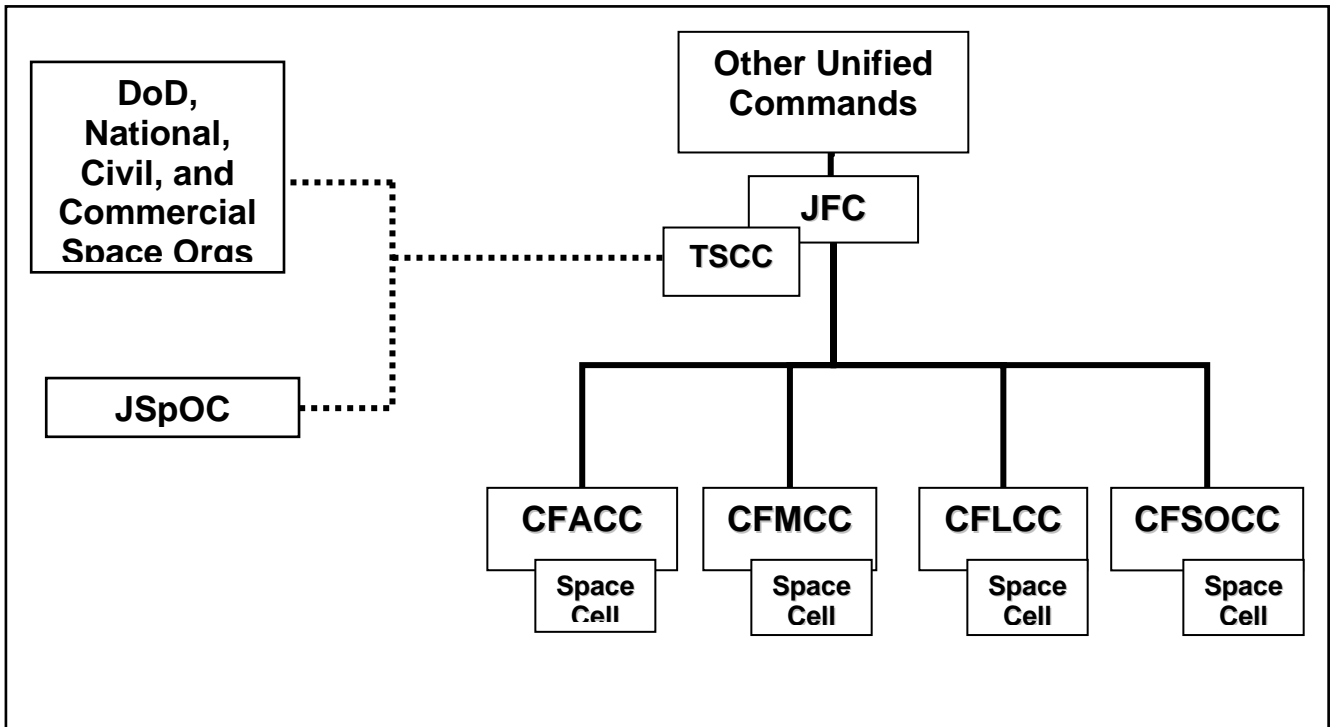 Other Unified
Commands
DoD,
National,
Civil, and
Commercial
Space Orgs
JFC
TSCC
JSpOC
CFACC
CFMCC
CFLCC
CFSOCC
Space
Cell
Space
Cell
Space
Cell
Space
Cell